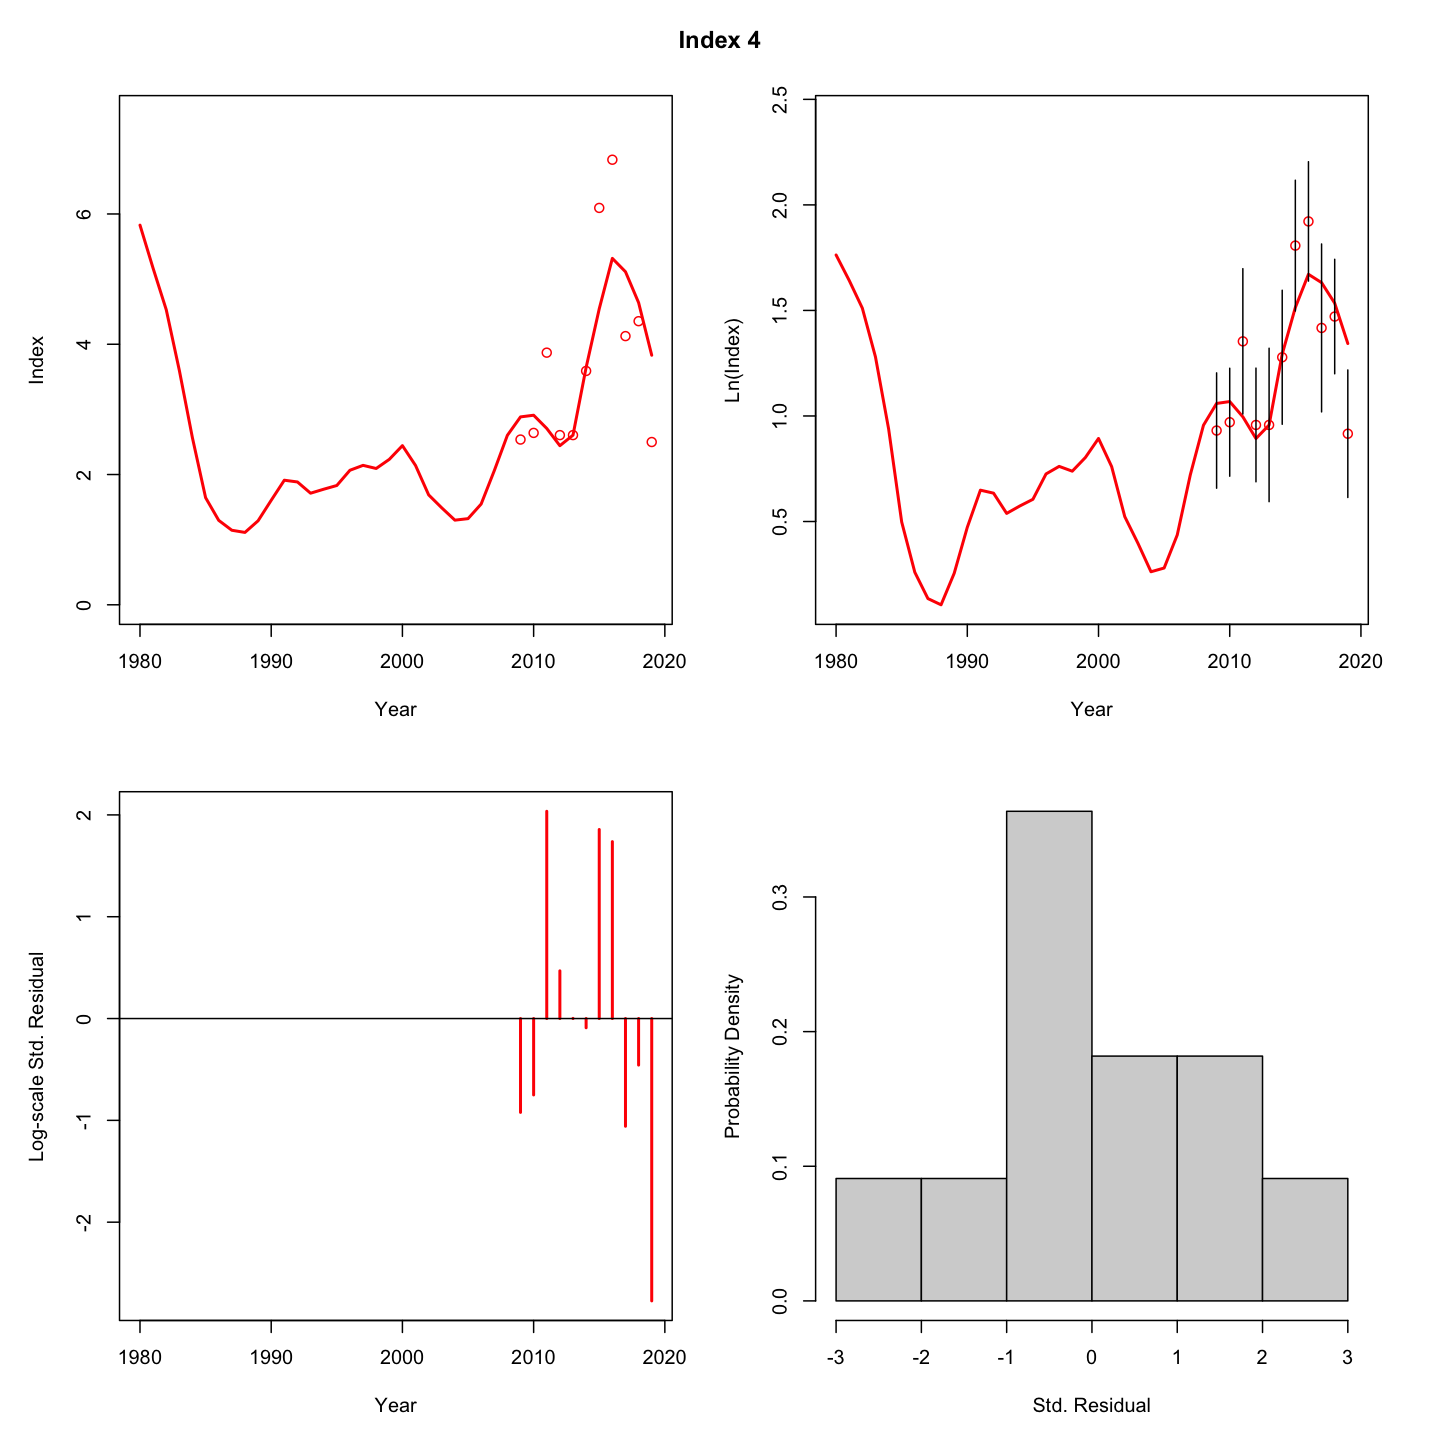 Index 4
Index
0 2 4 6
1980 1990 2000 2010 2020
Year
Ln(Index)
0.5 1.0 1.5 2.0 2.5
1980 1990 2000 2010 2020
Year
Log-scale Std. Residual
-2 -1 0 1 2
1980 1990 2000 2010 2020
Year
Probability Density
0.0 0.1 0.2 0.3
-3 -2 -1 0 1 2 3
Std. Residual